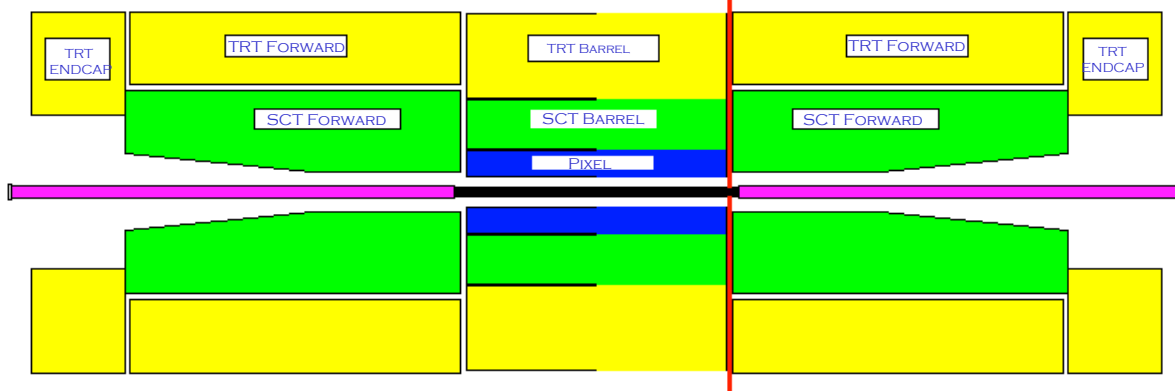 TRT ENDCAP
TRT FORWARD
TRT BARREL
TRT FORWARD
TRT ENDCAP
SCT FORWARD
SCT BARREL
SCT FORWARD
PIXEL